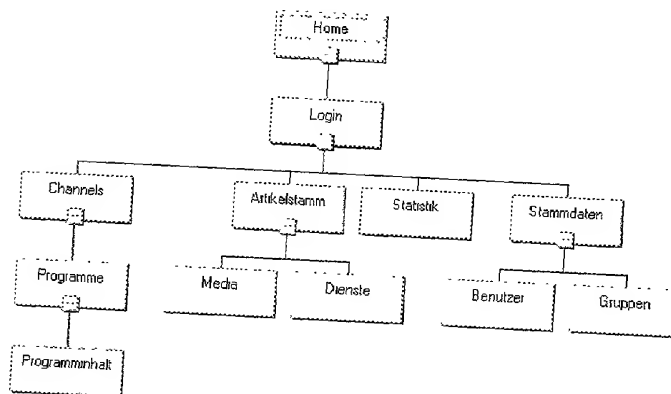 Home
Login
Channels
Artikelstamm
Statistik
Stammdaten
Programme
Media
Dienste
Benutzer
Gruppen
Programminhalt